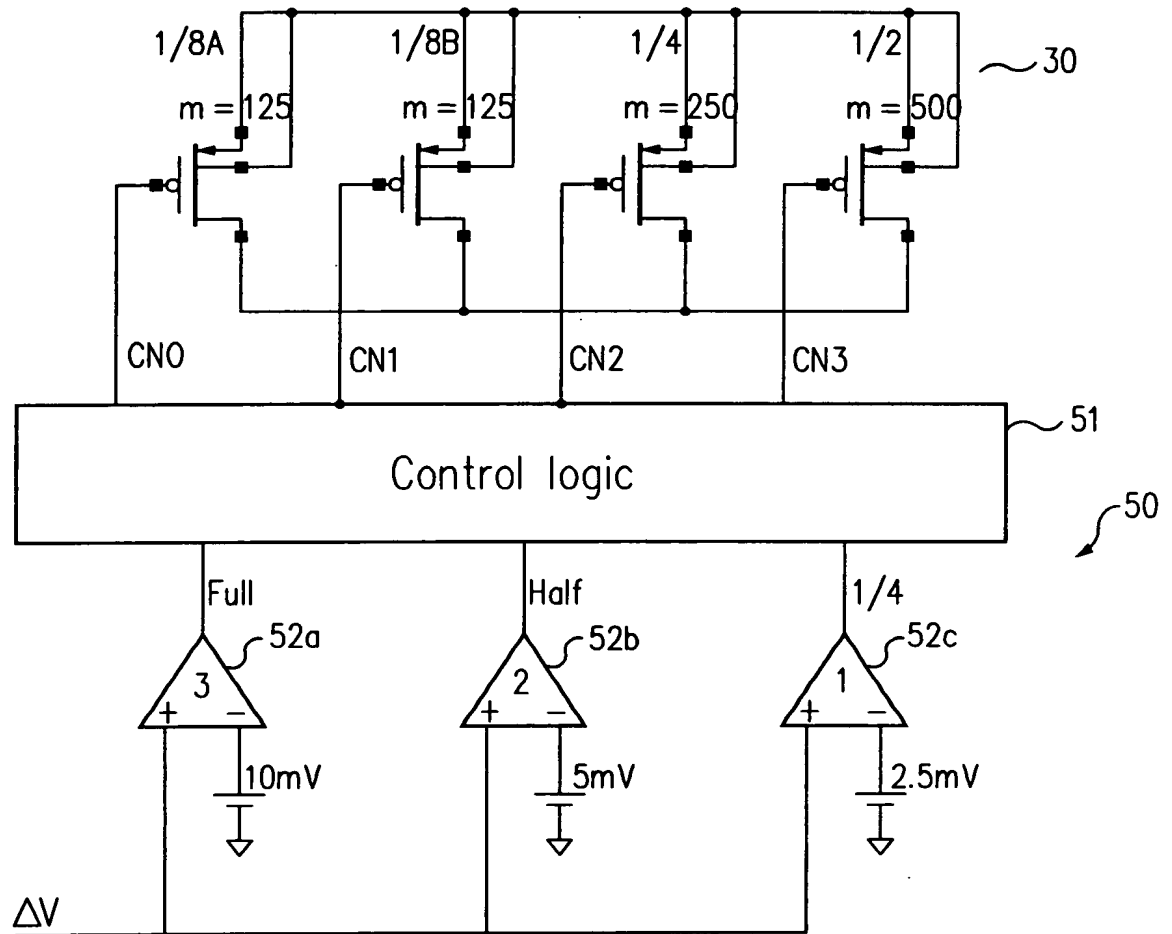 1/8A 1/8B 1/4 1/2 30
m = 125 m = 125 m = 250 m = 500
CN0 CN1 CN2 CN3
51
Control logic
50
Full Half 1/4
52a 52b 52c
3 2 1
+ − + − + −
10mV 5mV 2.5mV
ΔV